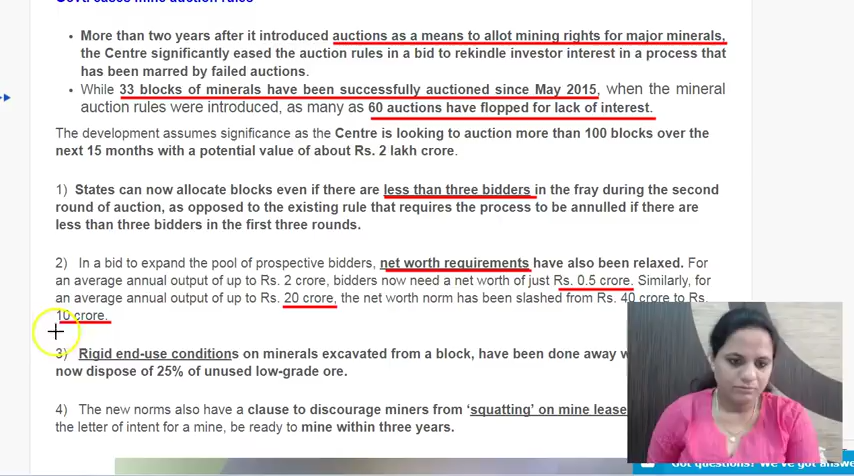 Govt. eases mine auction rules
More than two years after it introduced auctions as a means to allot mining rights for major minerals,
the Centre significantly eased the auction rules in a bid to rekindle investor interest in a process that
has been marred by failed auctions.
While 33 blocks of minerals have been successfully auctioned since May 2015, when the mineral
auction rules were introduced, as many as 60 auctions have flopped for lack of interest.
The development assumes significance as the Centre is looking to auction more than 100 blocks over the
next 15 months with a potential value of about Rs. 2 lakh crore.
1) States can now allocate blocks even if there are less than three bidders in the fray during the second
round of auction, as opposed to the existing rule that requires the process to be annulled if there are
less than three bidders in the first three rounds.
2) In a bid to expand the pool of prospective bidders, net worth requirements have also been relaxed. For
an average annual output of up to Rs. 2 crore, bidders now need a net worth of just Rs. 0.5 crore. Similarly, for
an average annual output of up to Rs. 20 crore, the net worth norm has been slashed from Rs. 40 crore to Rs.
10 crore.
3) Rigid end-use conditions on minerals excavated from a block, have been done away
now dispose of 25% of unused low-grade ore.
4) The new norms also have a clause to discourage miners from ‘squatting’ on mine lease
the letter of intent for a mine, be ready to mine within three years.
Got questions? We've got answe